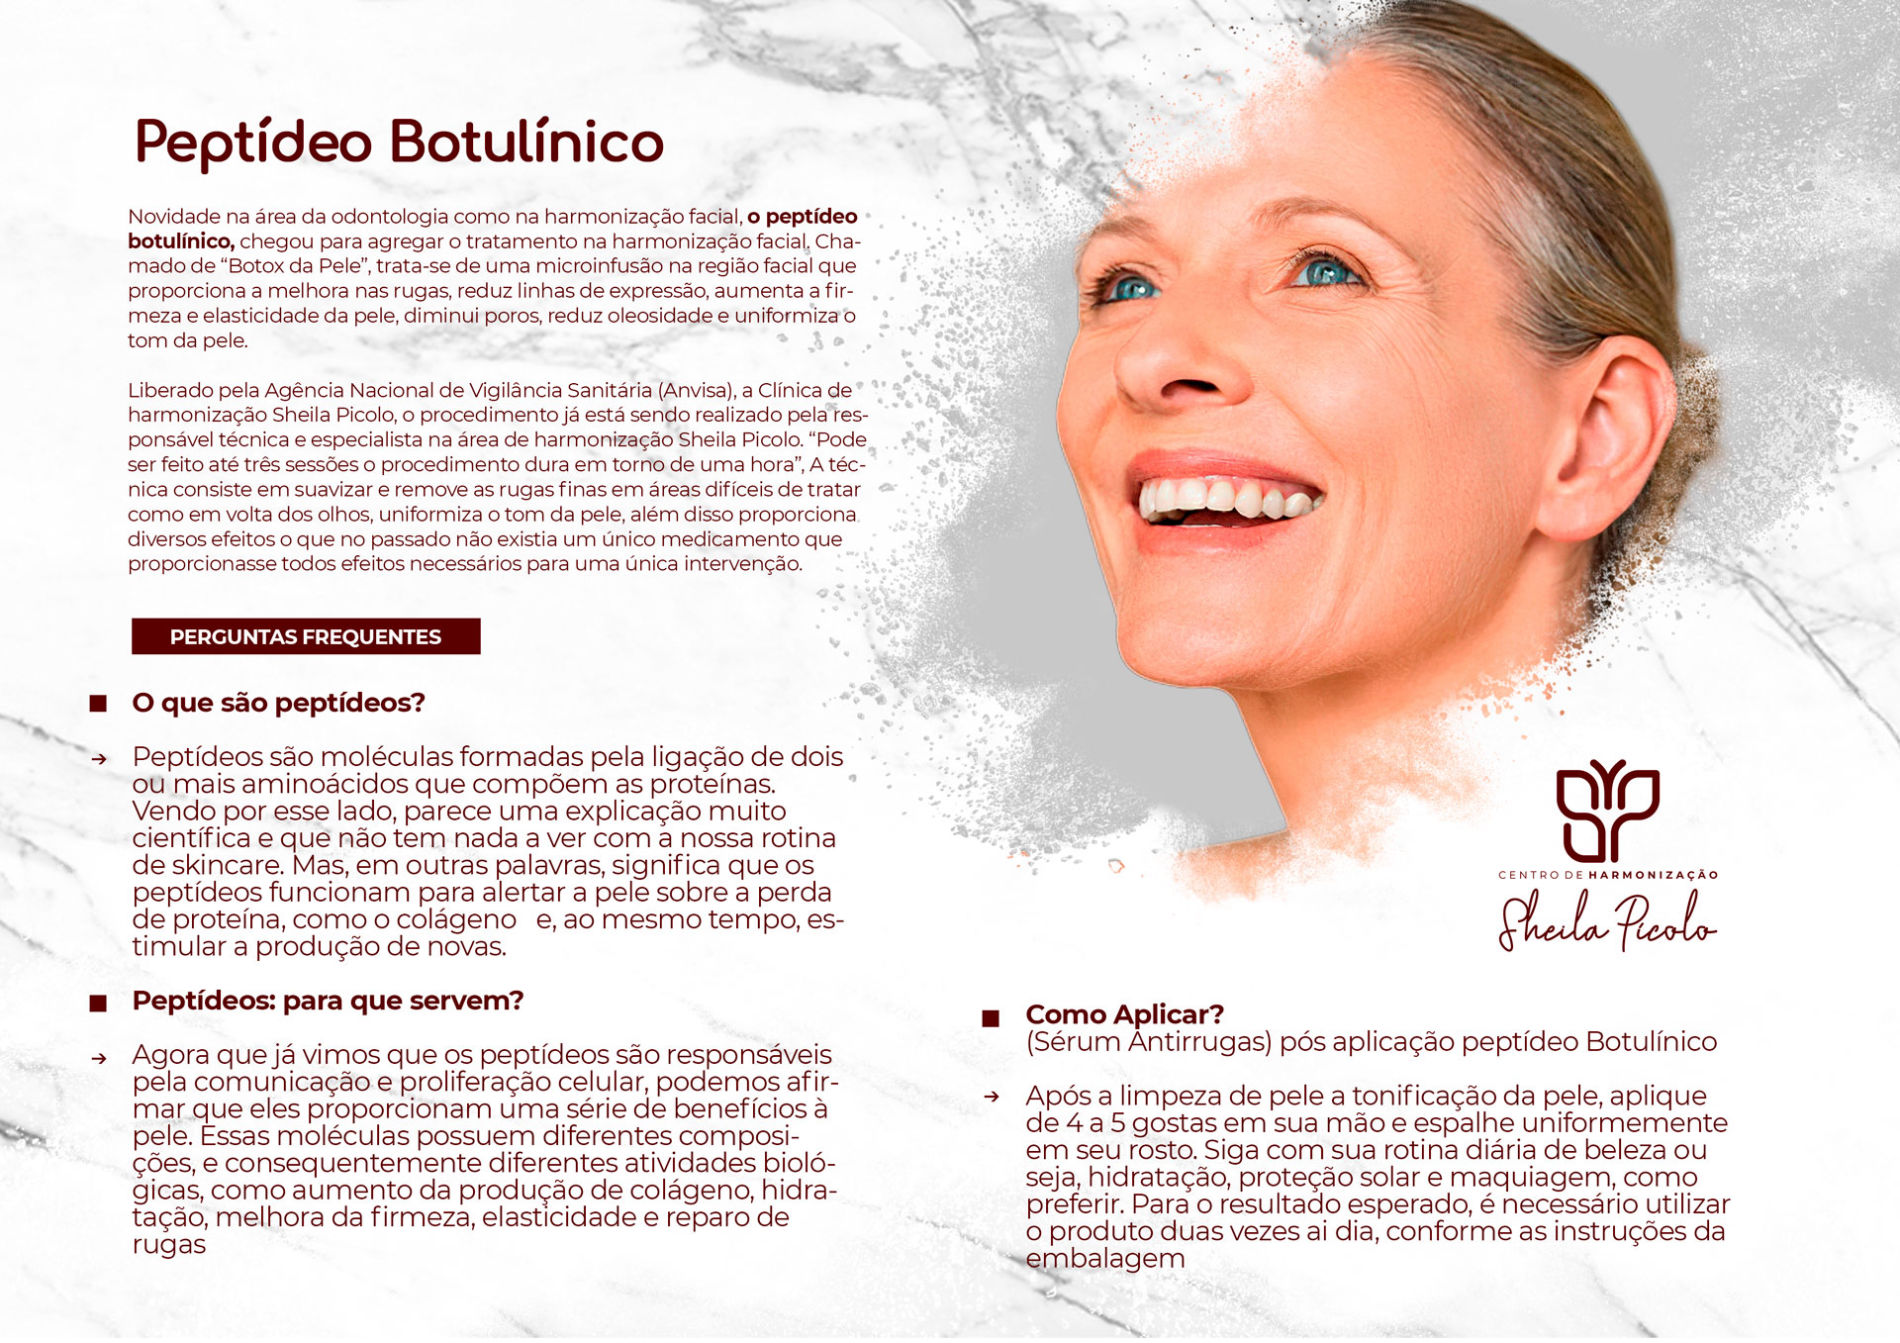 Peptídeo Botulínico
Novidade na área da odontologia como na harmonização facial, o peptídeo
botulínico, chegou para agregar o tratamento na harmonização facial. Cha-
mado de “Botox da Pele”, trata-se de uma microinfusão na região facial que
proporciona a melhora nas rugas, reduz linhas de expressão, aumenta a fir-
meza e elasticidade da pele, diminui poros, reduz oleosidade e uniformiza o
tom da pele.
Liberado pela Agência Nacional de Vigilância Sanitária (Anvisa), a Clínica de
harmonização Sheila Picolo, o procedimento já está sendo realizado pela res-
ponsável técnica e especialista na área de harmonização Sheila Picolo. “Pode
ser feito até três sessões o procedimento dura em torno de uma hora”, A téc-
nica consiste em suavizar e remove as rugas finas em áreas difíceis de tratar
como em volta dos olhos, uniformiza o tom da pele, além disso proporciona
diversos efeitos o que no passado não existia um único medicamento que
proporcionasse todos efeitos necessários para uma única intervenção.
PERGUNTAS FREQUENTES
O que são peptídeos?
Peptídeos são moléculas formadas pela ligação de dois
ou mais aminoácidos que compõem as proteínas.
Vendo por esse lado, parece uma explicação muito
científica e que não tem nada a ver com a nossa rotina
de skincare. Mas, em outras palavras, significa que os
peptídeos funcionam para alertar a pele sobre a perda
de proteína, como o colágeno e, ao mesmo tempo, es-
timular a produção de novas.
Peptídeos: para que servem?
Agora que já vimos que os peptídeos são responsáveis
pela comunicação e proliferação celular, podemos afir-
mar que eles proporcionam uma série de benefícios à
pele. Essas moléculas possuem diferentes composi-
ções, e consequentemente diferentes atividades bioló-
gicas, como aumento da produção de colágeno, hidra-
tação, melhora da firmeza, elasticidade e reparo de
rugas
CENTRO DE HARMONIZAÇÃO
Sheila Picolo
Como Aplicar?
(Sérum Antirrugas) pós aplicação peptídeo Botulínico
Após a limpeza de pele a tonificação da pele, aplique
de 4 a 5 gostas em sua mão e espalhe uniformemente
em seu rosto. Siga com sua rotina diária de beleza ou
seja, hidratação, proteção solar e maquiagem, como
preferir. Para o resultado esperado, é necessário utilizar
o produto duas vezes ai dia, conforme as instruções da
embalagem